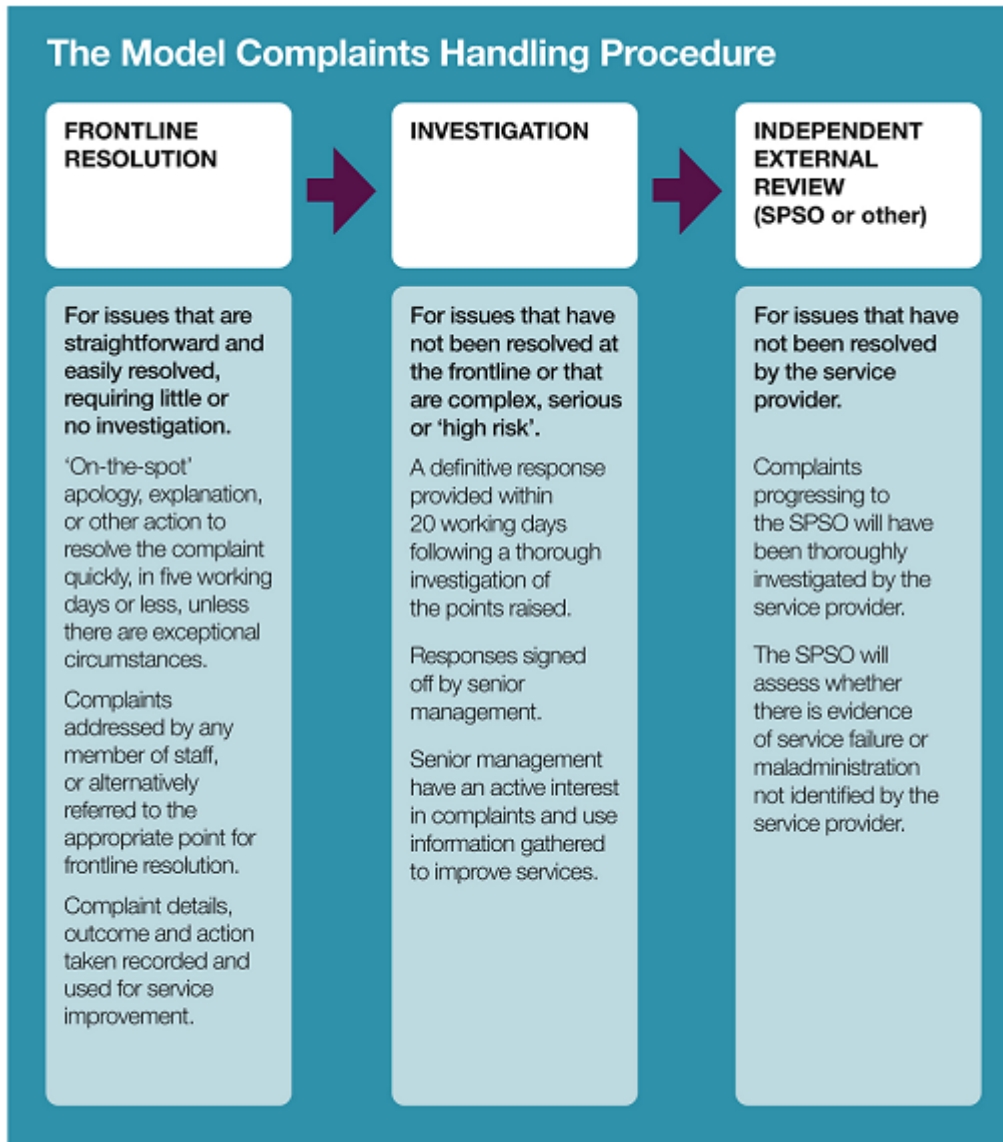 The Model Complaints Handling Procedure
FRONTLINE
RESOLUTION
For issues that are
straightforward and
easily resolved,
requiring little or
no investigation.
‘On-the-spot’
apology, explanation,
or other action to
resolve the complaint
quickly, in five working
days or less, unless
there are exceptional
circumstances.
Complaints
addressed by any
member of staff,
or alternatively
referred to the
appropriate point for
frontline resolution.
Complaint details,
outcome and action
taken recorded and
used for service
improvement.
INVESTIGATION
For issues that have
not been resolved at
the frontline or that
are complex, serious
or ‘high risk’.
A definitive response
provided within
20 working days
following a thorough
investigation of
the points raised.
Responses signed
off by senior
management.
Senior management
have an active interest
in complaints and use
information gathered
to improve services.
INDEPENDENT
EXTERNAL
REVIEW
(SPSO or other)
For issues that have
not been resolved
by the service
provider.
Complaints
progressing to
the SPSO will have
been thoroughly
investigated by the
service provider.
The SPSO will
assess whether
there is evidence
of service failure or
maladministration
not identified by the
service provider.